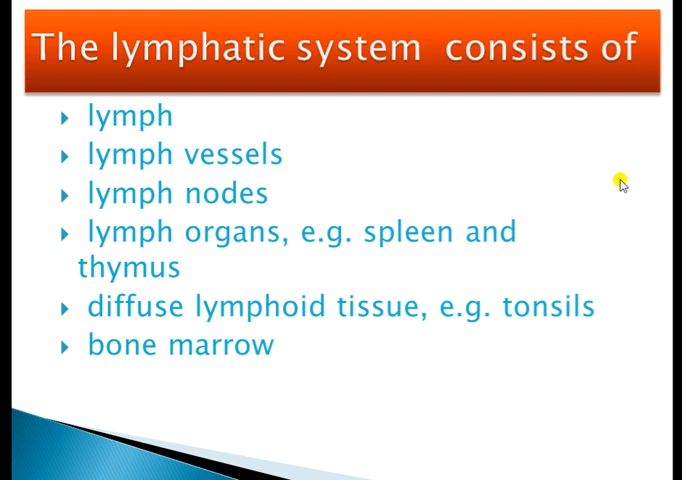 The lymphatic system consists of
lymph
lymph vessels
lymph nodes
lymph organs, e.g. spleen and
thymus
diffuse lymphoid tissue, e.g. tonsils
bone marrow